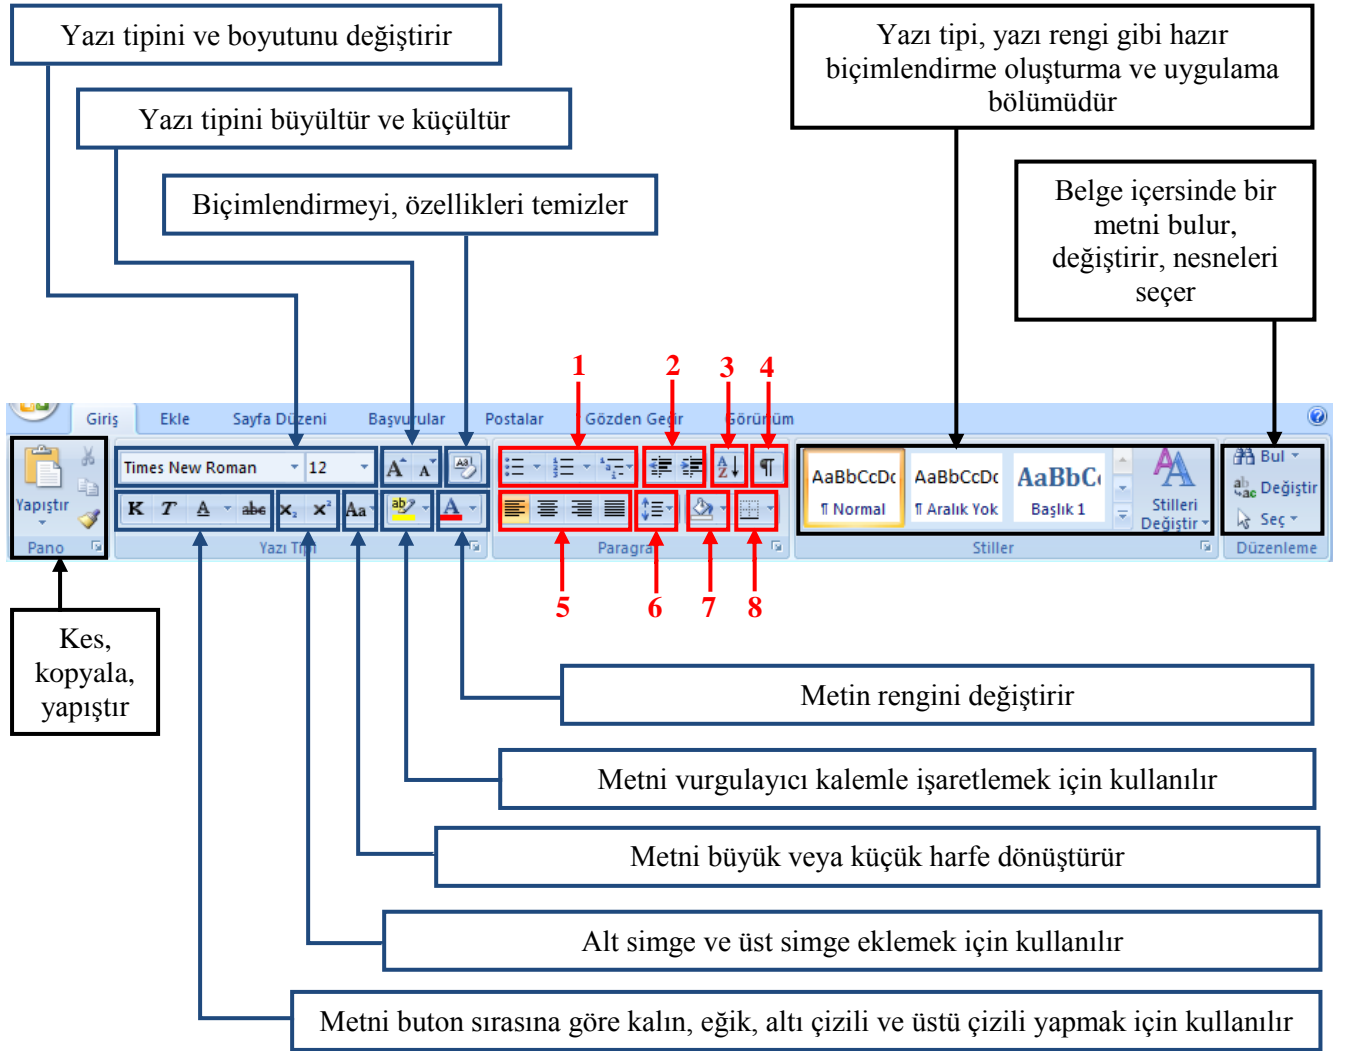 Yazı tipini ve boyutunu değiştirir
Yazı tipi, yazı rengi gibi hazır
biçimlendirme oluşturma ve uygulama
bölümüdür
Yazı tipini büyültür ve küçültür
Biçimlendirmeyi, özellikleri temizler
Belge içersinde bir
metni bulur,
değiştirir, nesneleri
seçer
1 2 3 4
Giriş Ekle Sayfa Düzeni Başvurular Postalar Gözden Geçir Görünüm
Times New Roman 12 A A Aa
AaBbCcDc AaBbCcDc AaBbC
¶ Normal ¶ Aralık Yok Başlık 1
Stilleri
Değiştir
Bul
Değiştir
Seç
Yapıştır
K T A abc x₂ x² Aa ab A
Pano Yazı Tipi Paragraf Stiller Düzenleme
5 6 7 8
Kes,
kopyala,
yapıştır
Metin rengini değiştirir
Metni vurgulayıcı kalemle işaretlemek için kullanılır
Metni büyük veya küçük harfe dönüştürür
Alt simge ve üst simge eklemek için kullanılır
Metni buton sırasına göre kalın, eğik, altı çizili ve üstü çizili yapmak için kullanılır